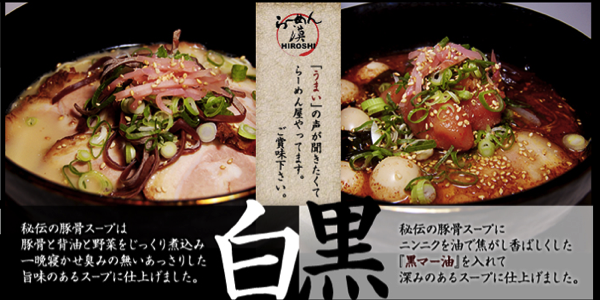 らーめん
漠
HIROSHI
『うまい』の声が聞きたくて
らーめん屋やってます。
ご賞味下さい。
白
秘伝の豚骨スープは
豚骨と背油と野菜をじっくり煮込み
一晩寝かせ臭みの無いあっさりした
旨味のあるスープに仕上げました。
黒
秘伝の豚骨スープに
ニンニクを油で焦がし香ばしくした
『黒マー油』を入れて
深みのあるスープに仕上げました。